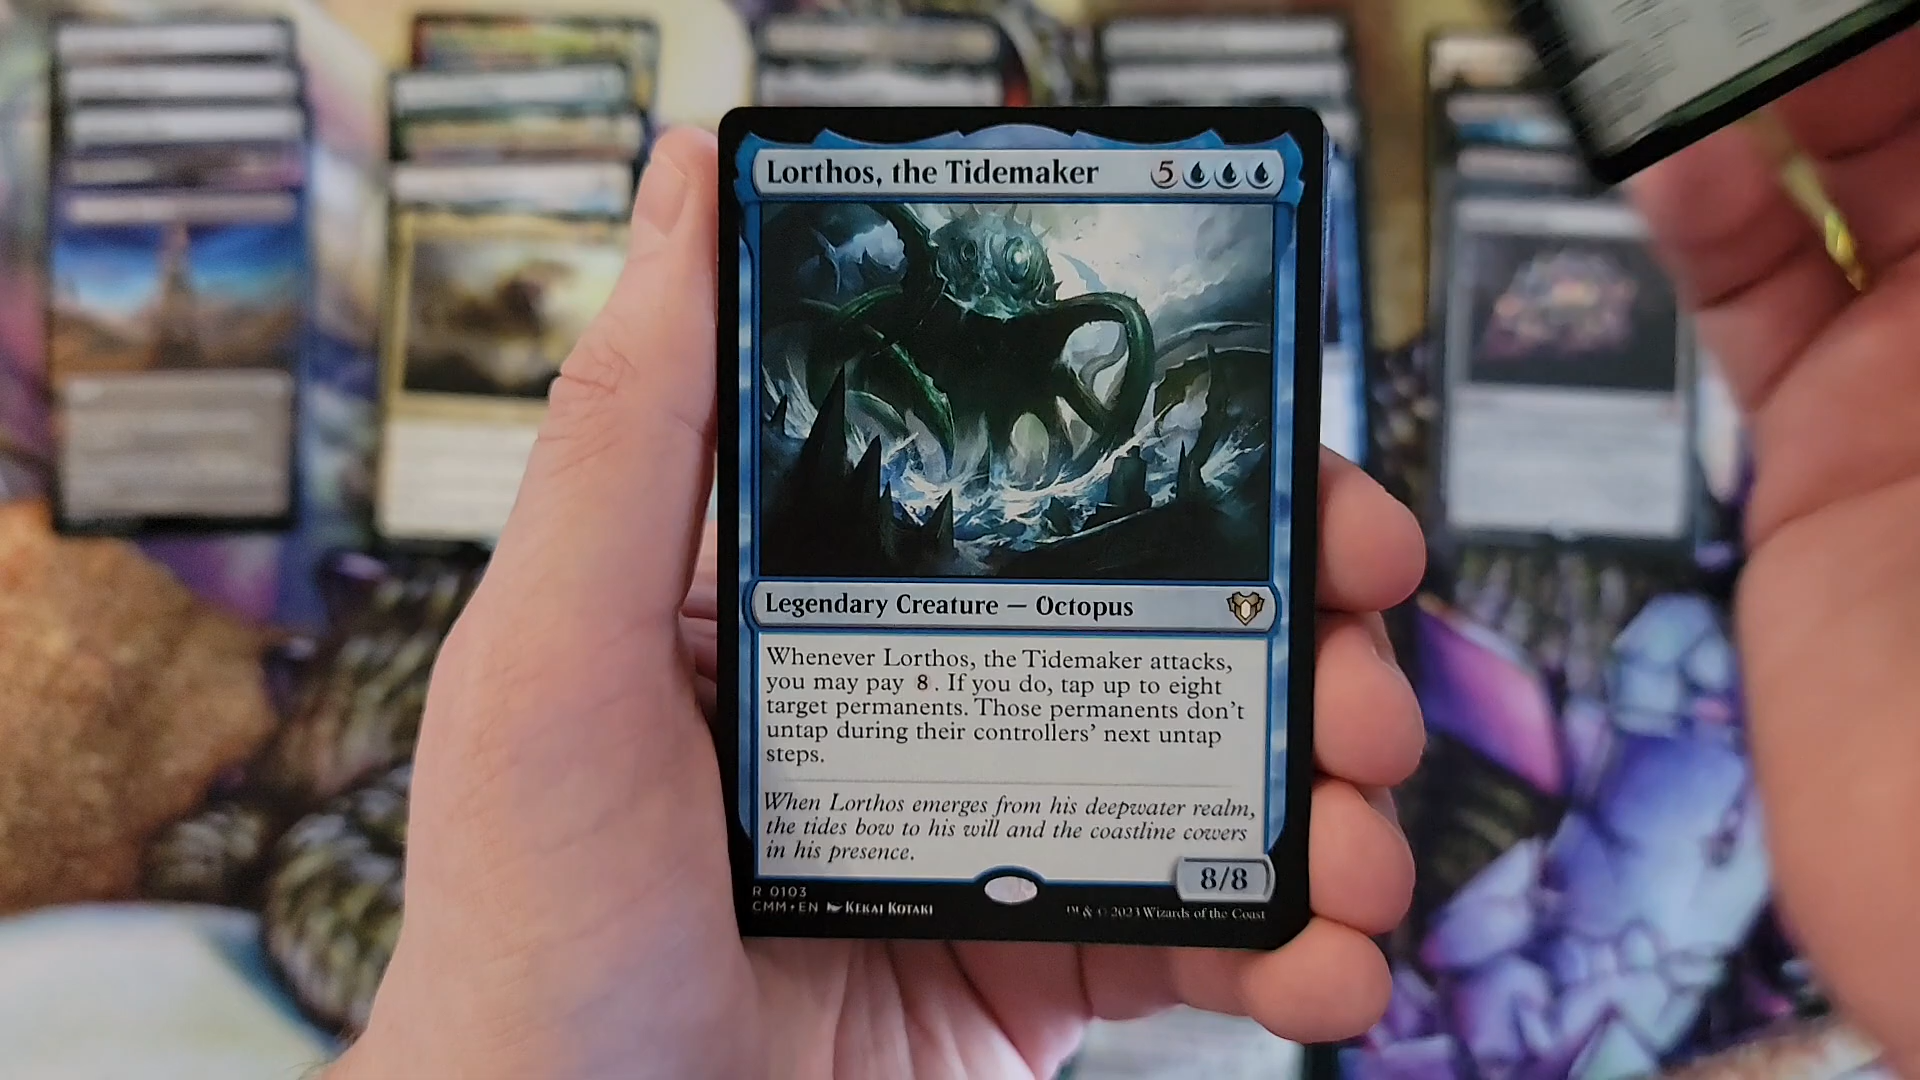 Lorthos, the Tidemaker 5
Legendary Creature — Octopus
Whenever Lorthos, the Tidemaker attacks,
you may pay 8. If you do, tap up to eight
target permanents. Those permanents don't
untap during their controllers' next untap
steps.
When Lorthos emerges from his deepwater realm,
the tides bow to his will and the coastline cowers
in his presence.
8/8
R 0103
CMM • EN Kekai Kotaki
™ & © 2023 Wizards of the Coast